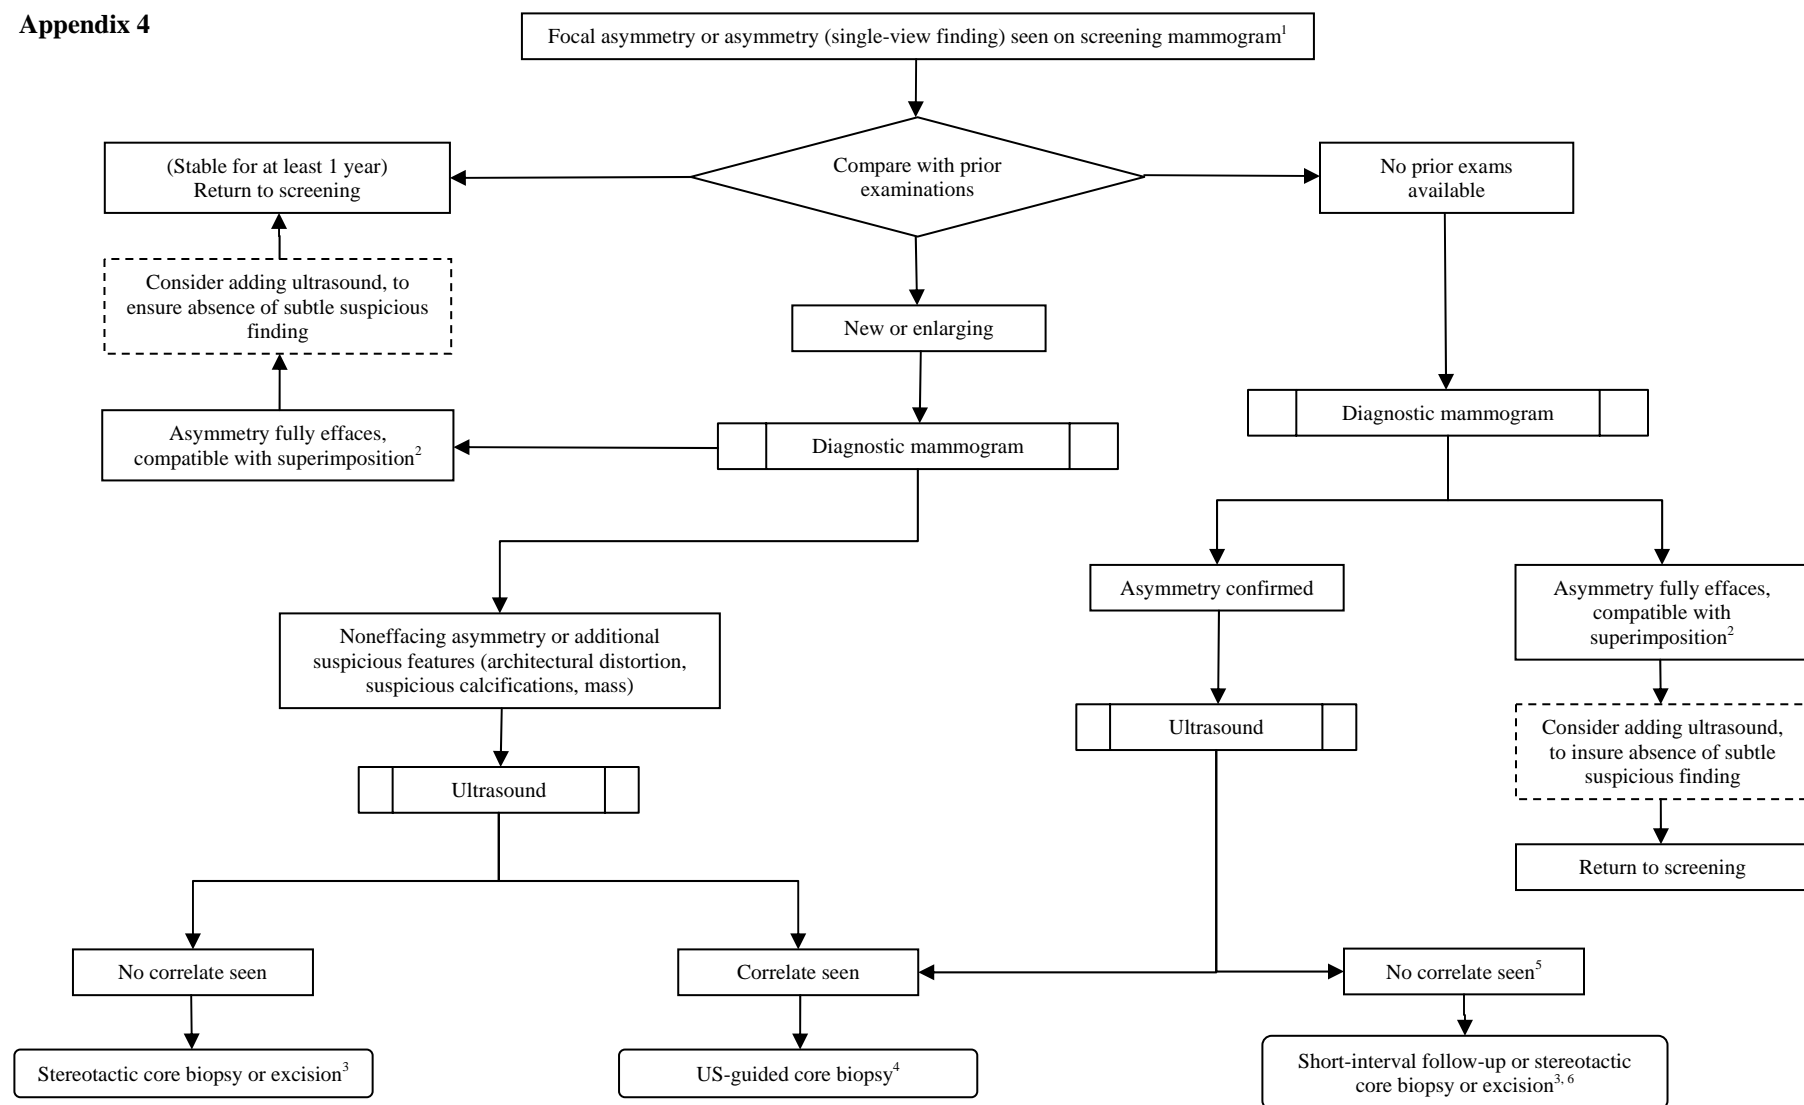 Appendix 4
Focal asymmetry or asymmetry (single-view finding) seen on screening mammogram1
Compare with prior
examinations
(Stable for at least 1 year)
Return to screening
No prior exams
available
Consider adding ultrasound, to
ensure absence of subtle suspicious
finding
New or enlarging
Asymmetry fully effaces,
compatible with superimposition2
Diagnostic mammogram
Diagnostic mammogram
Noneffacing asymmetry or additional
suspicious features (architectural distortion,
suspicious calcifications, mass)
Asymmetry confirmed
Asymmetry fully effaces,
compatible with
superimposition2
Ultrasound
Ultrasound
Consider adding ultrasound,
to insure absence of subtle
suspicious finding
Return to screening
No correlate seen
Correlate seen
No correlate seen5
Stereotactic core biopsy or excision3
US-guided core biopsy4
Short-interval follow-up or stereotactic
core biopsy or excision3, 6